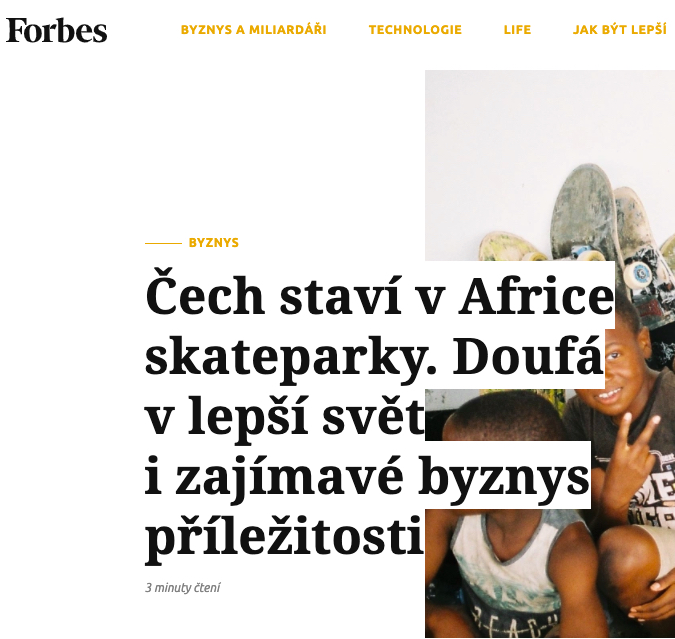 Forbes
BYZNYS A MILIARDÁŘI TECHNOLOGIE LIFE JAK BÝT LEPŠÍ
BYZNYS
Čech staví v Africe
skateparky. Doufá
v lepší svět
i zajímavé byznys
příležitosti
3 minuty čtení
READY